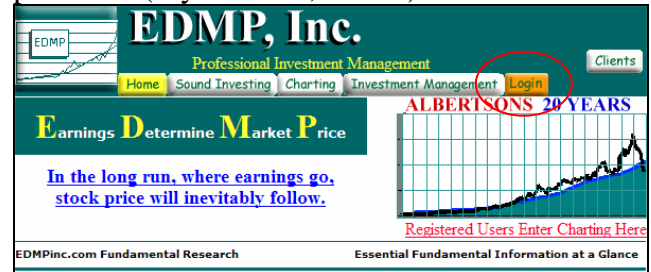 EDMP
EDMP, Inc.
Professional Investment Management
Clients
Home Sound Investing Charting Investment Management Login
ALBERTSONS 20 YEARS
Earnings Determine Market Price
In the long run, where earnings go,
stock price will inevitably follow.
Registered Users Enter Charting Here
EDMPinc.com Fundamental Research Essential Fundamental Information at a Glance